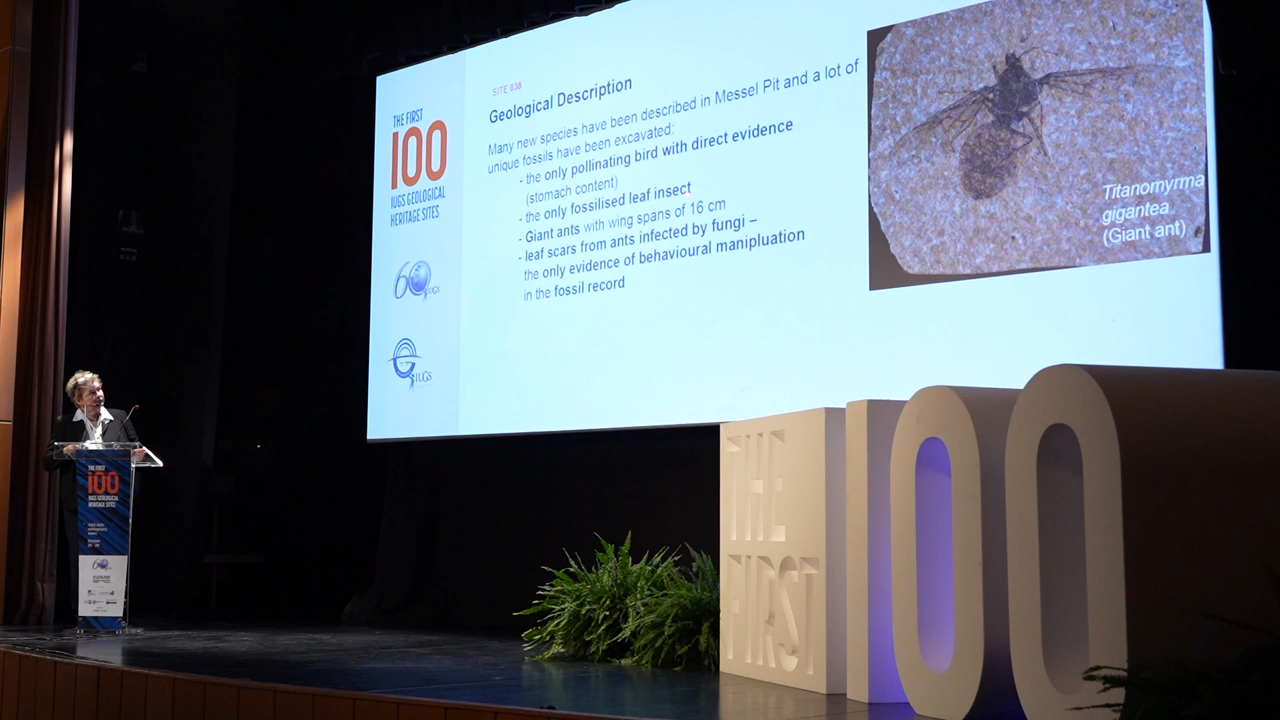 THE FIRST
100
IUGS GEOLOGICAL
HERITAGE SITES
60
IUGS
IUGS
SITE 038
Geological Description
Many new species have been described in Messel Pit and a lot of
unique fossils have been excavated:
- the only pollinating bird with direct evidence
(stomach content)
- the only fossilised leaf insect
- Giant ants with wing spans of 16 cm
- leaf scars from ants infected by fungi –
the only evidence of behavioural manipluation
in the fossil record
Titanomyrma
gigantea
(Giant ant)
THE FIRST
100
IUGS GEOLOGICAL
HERITAGE SITES
60
THE
FIRST
100